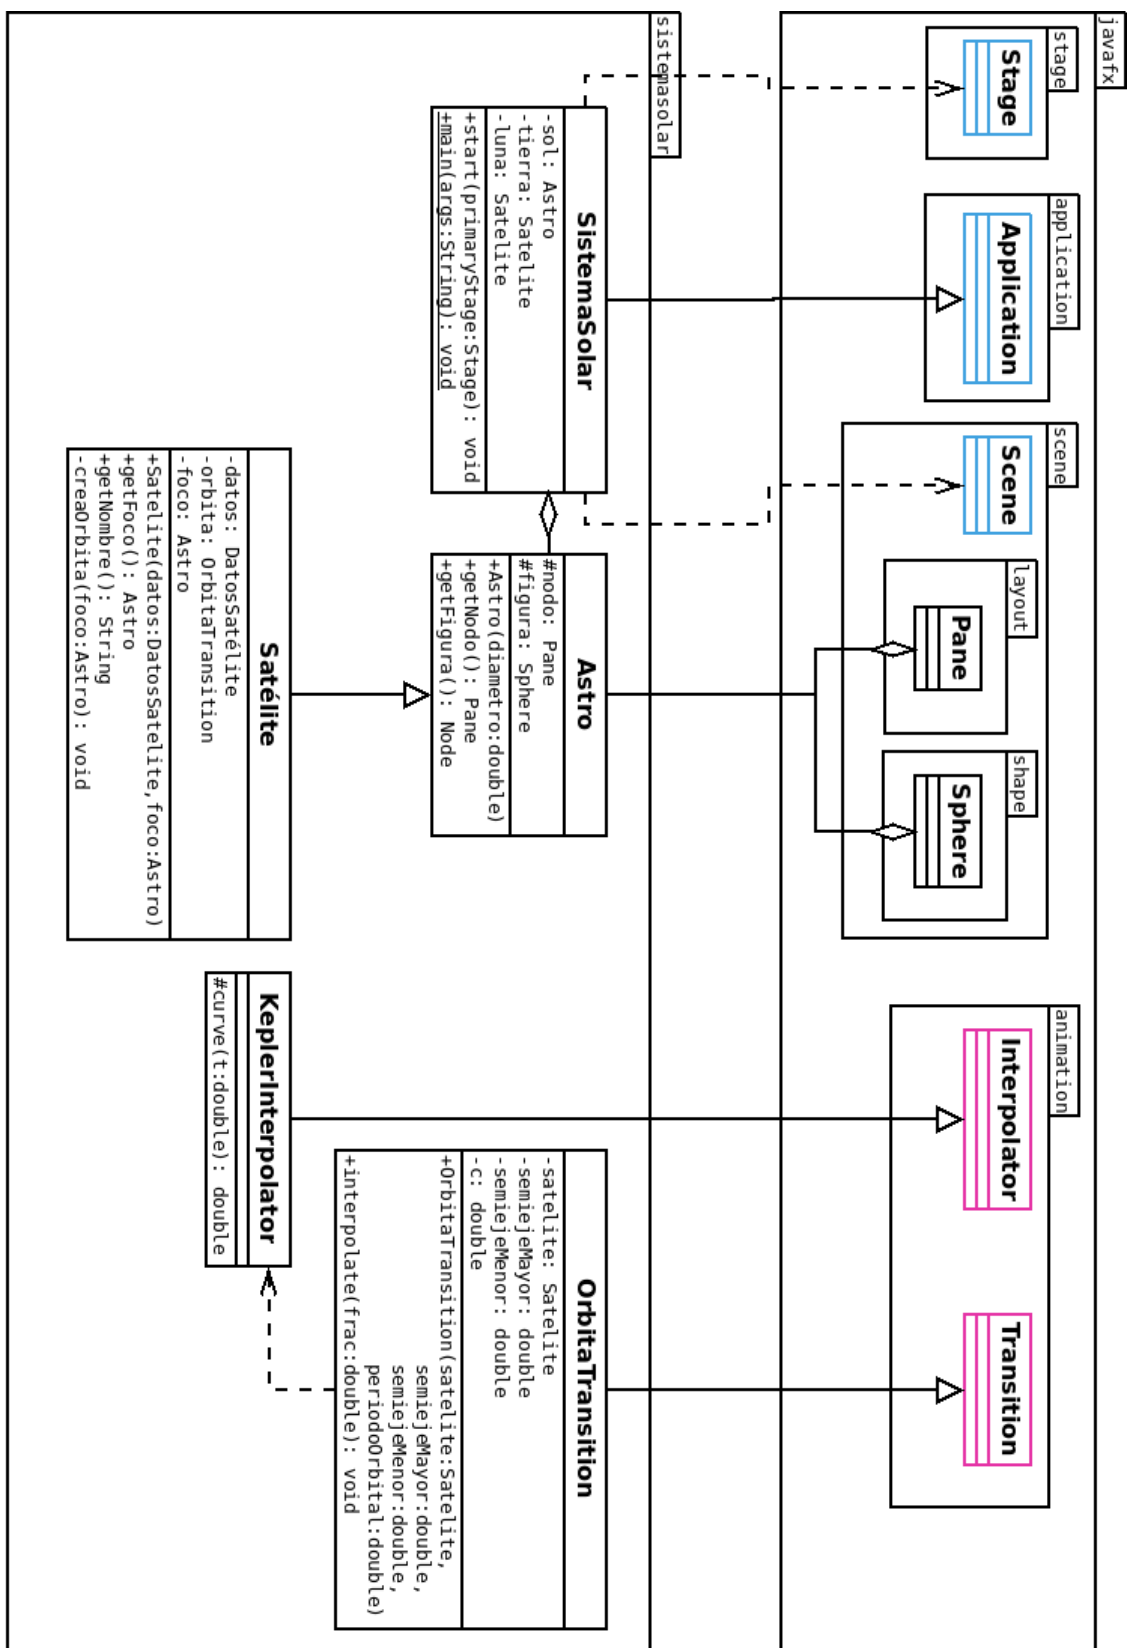 javafx
stage
Stage
application
Application
scene
Scene
layout
Pane
shape
Sphere
animation
Interpolator
Transition
sistemasolar
SistemaSolar
-sol: Astro
-tierra: Satelite
-luna: Satelite
+start(primaryStage:Stage): void
+main(args:String): void
Astro
#nodo: Pane
#figura: Sphere
+Astro(diametro:double)
+getNodo(): Pane
+getFigura(): Node
OrbitaTransition
-satelite: Satelite
-semiejeMayor: double
-semiejeMenor: double
-c: double
+OrbitaTransition(satelite:Satelite,
semiejeMayor:double,
semiejeMenor:double,
periodoOrbital:double)
+interpolate(frac:double): void
Satélite
-datos: DatosSatélite
-orbita: OrbitaTransition
-foco: Astro
+Satelite(datos:DatosSatelite,foco:Astro)
+getFoco(): Astro
+getNombre(): String
-creaOrbita(foco:Astro): void
KeplerInterpolator
#curve(t:double): double